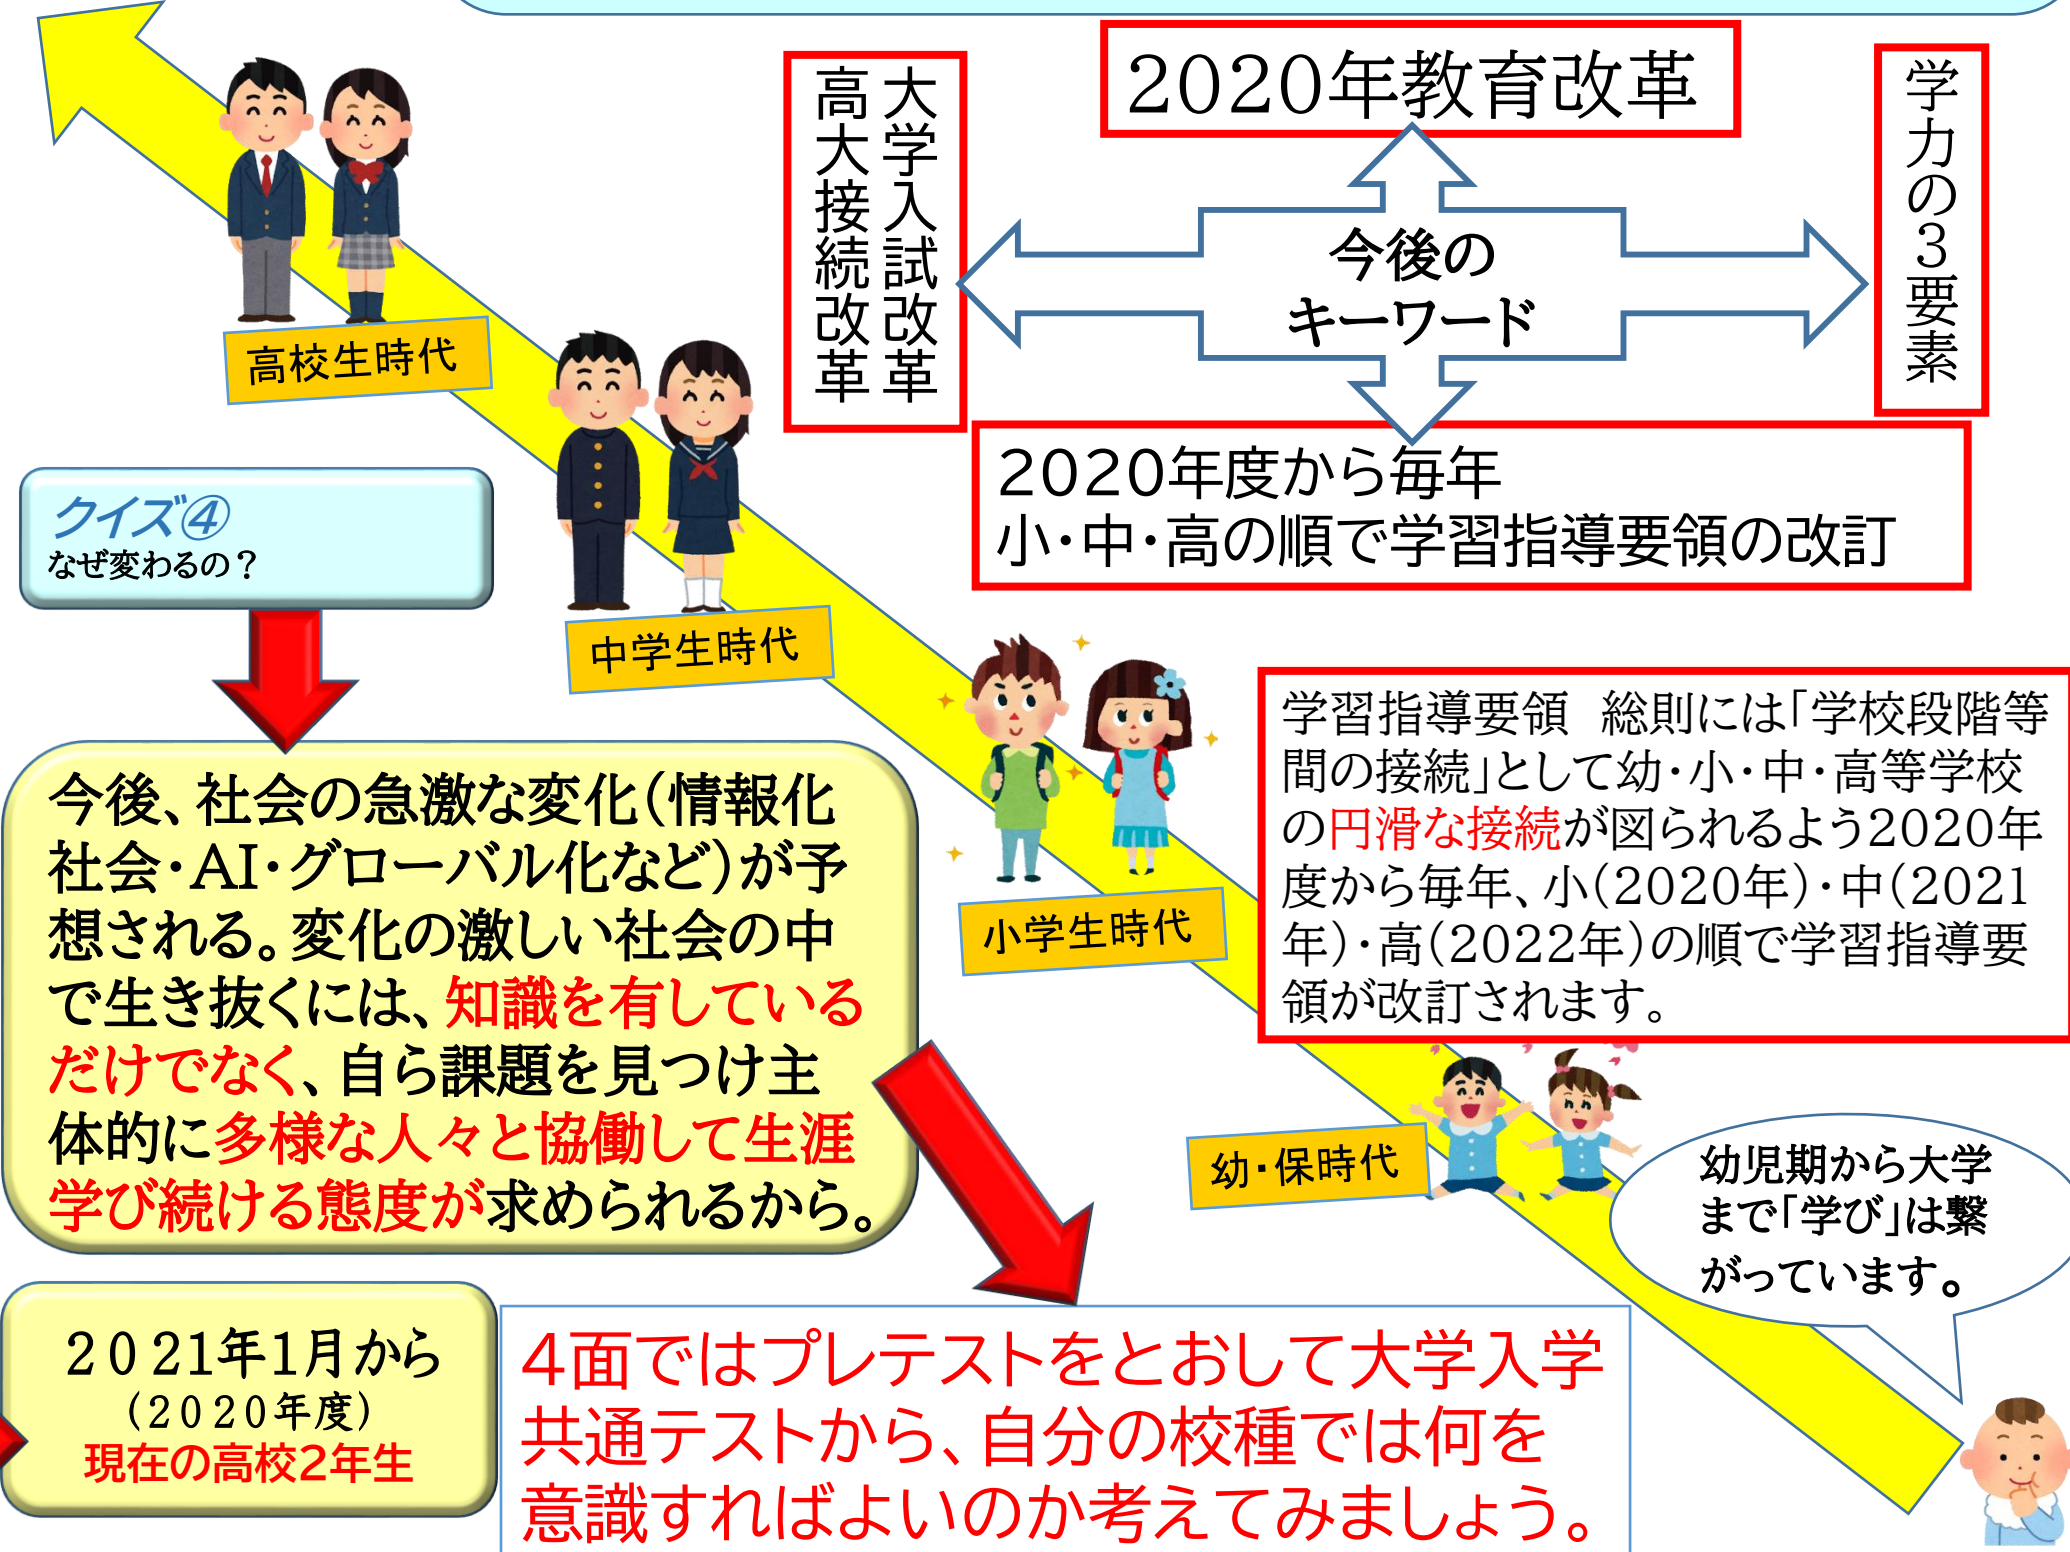 2020年教育改革
大学入試改革
高大接続改革
学力の3要素
今後の
キーワード
2020年度から毎年
小・中・高の順で学習指導要領の改訂
高校生時代
中学生時代
小学生時代
幼・保時代
クイズ④
なぜ変わるの？
今後、社会の急激な変化（情報化
社会・AI・グローバル化など）が予
想される。変化の激しい社会の中
で生き抜くには、知識を有している
だけでなく、自ら課題を見つけ主
体的に多様な人々と協働して生涯
学び続ける態度が求められるから。
学習指導要領　総則には「学校段階等
間の接続」として幼・小・中・高等学校
の円滑な接続が図られるよう2020年
度から毎年、小（2020年）・中（2021
年）・高（2022年）の順で学習指導要
領が改訂されます。
幼児期から大学
まで「学び」は繋
がっています。
2021年1月から
（2020年度）
現在の高校2年生
4面ではプレテストをとおして大学入学
共通テストから、自分の校種では何を
意識すればよいのか考えてみましょう。